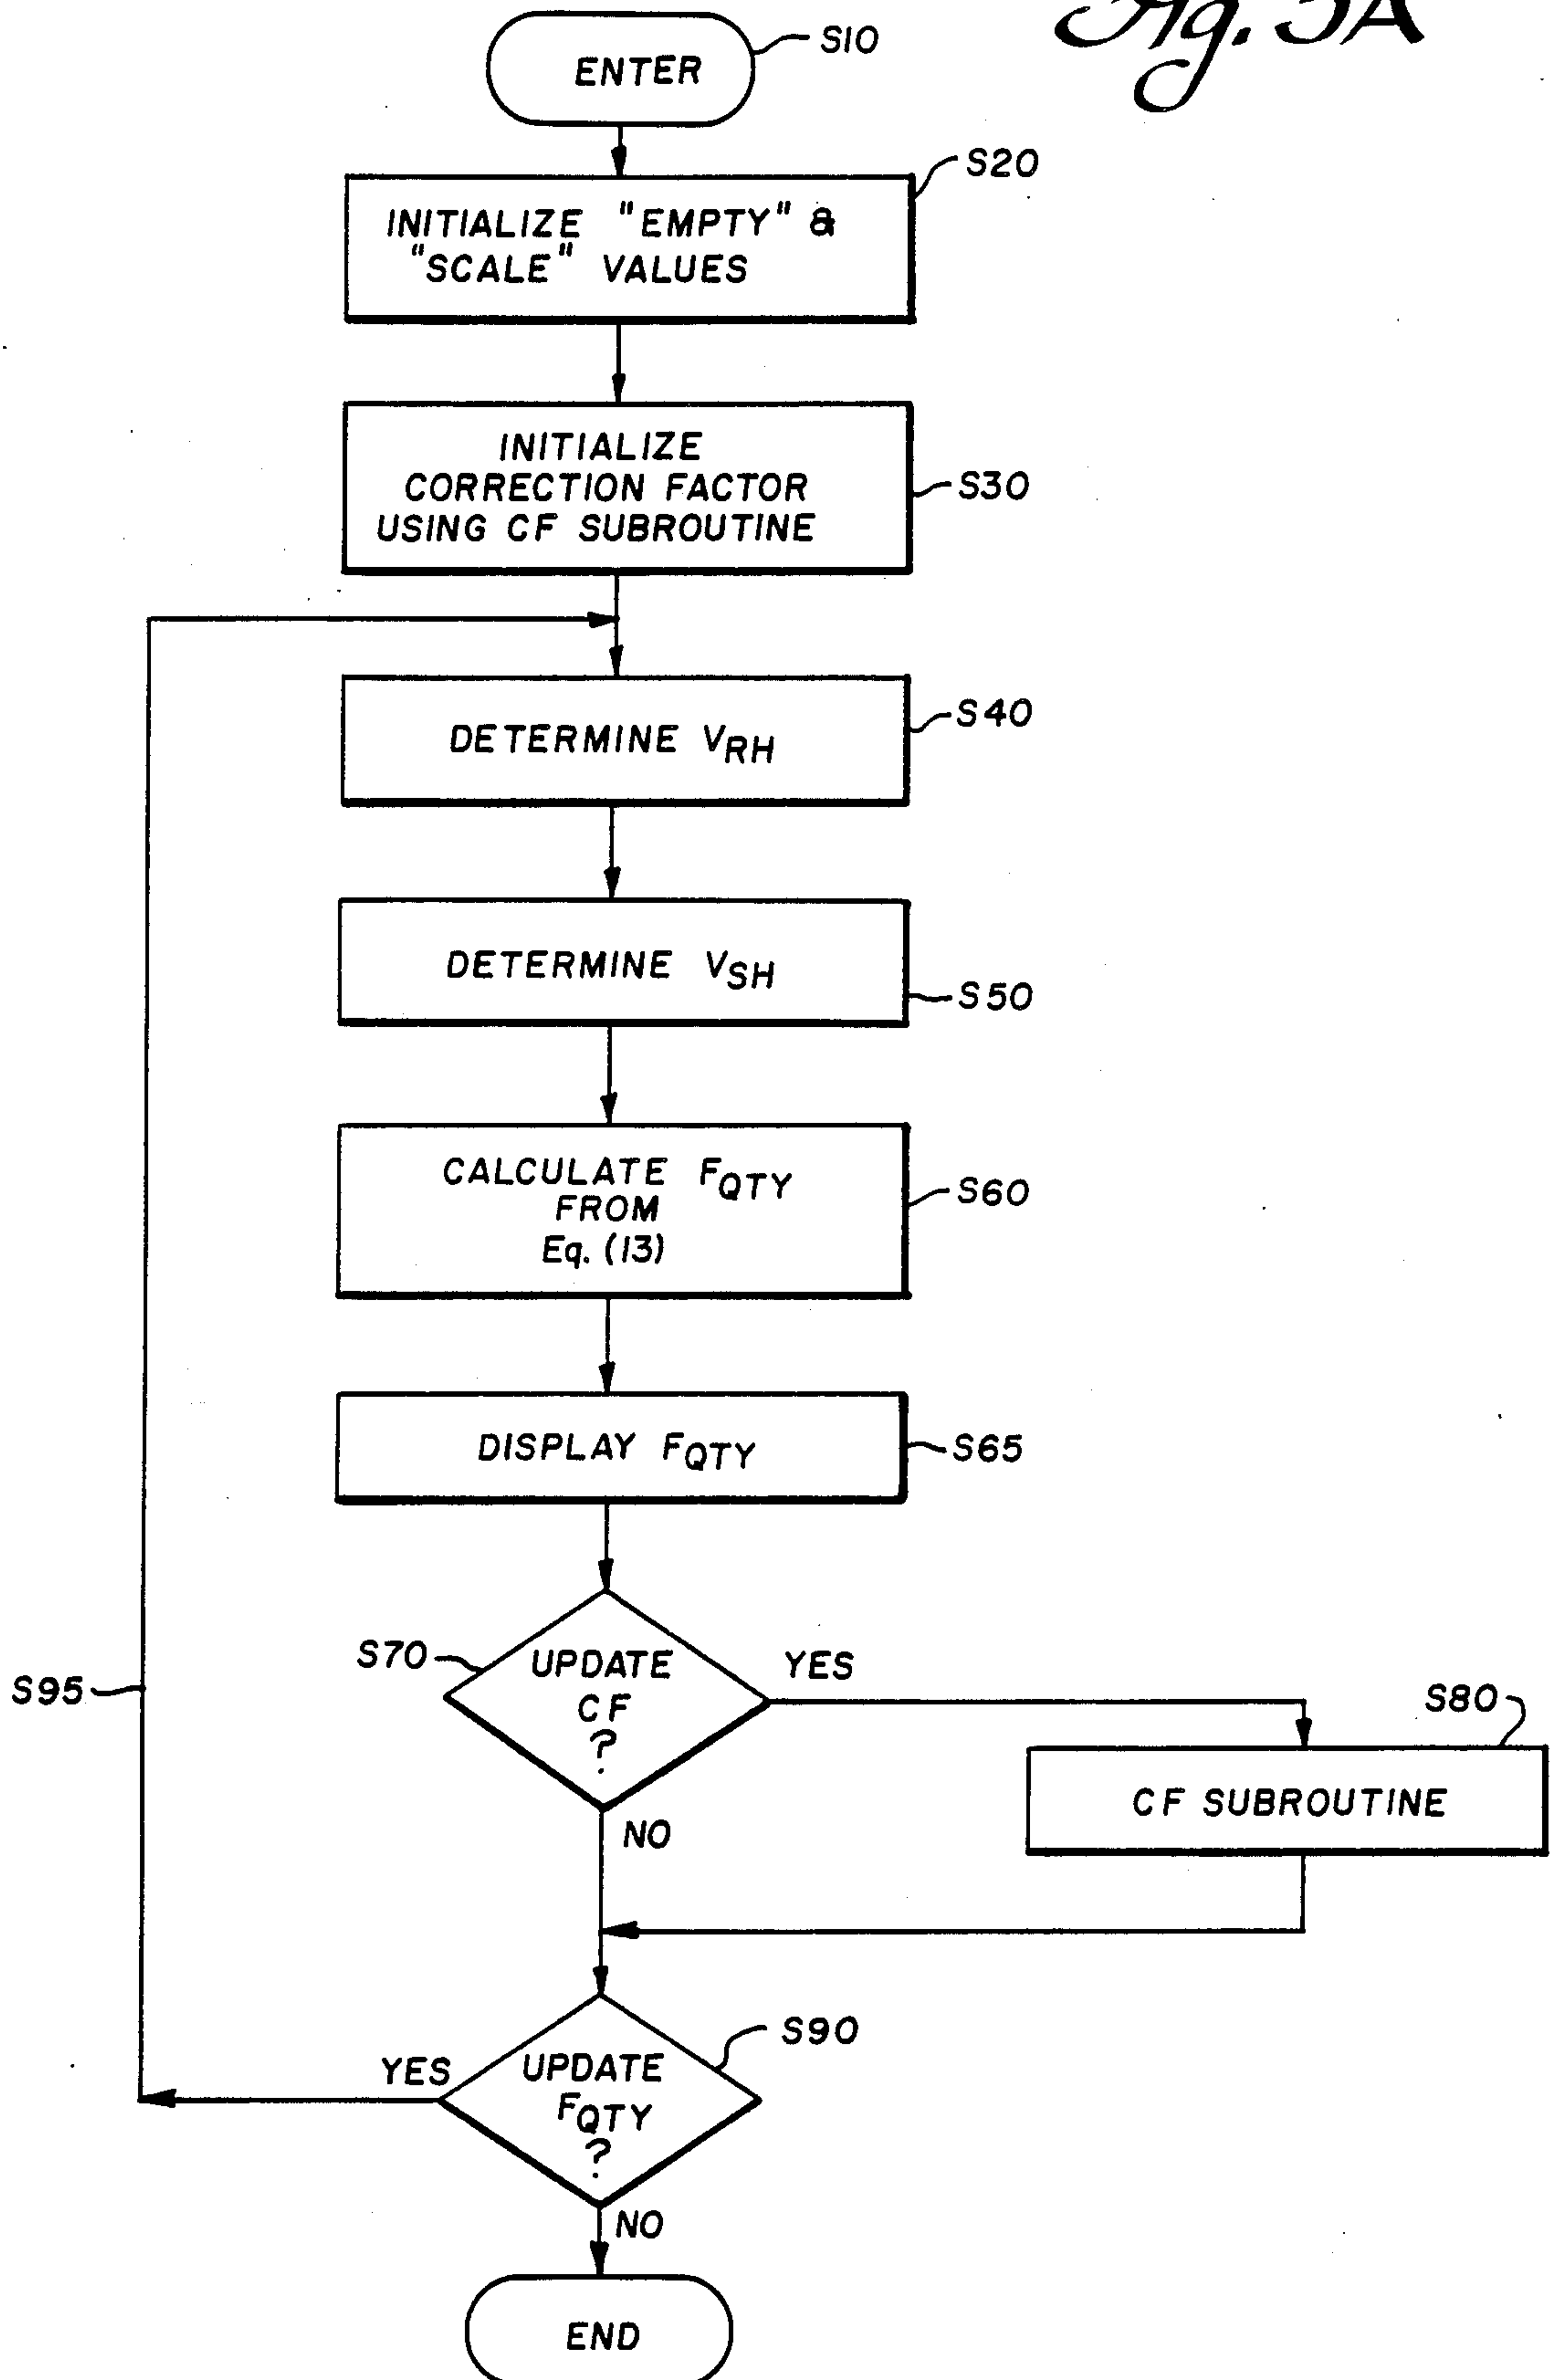 Fig. 5A
ENTER
S10
S20
INITIALIZE "EMPTY" &
"SCALE" VALUES
INITIALIZE
CORRECTION FACTOR
USING CF SUBROUTINE
S30
DETERMINE VRH
S40
DETERMINE VSH
S50
CALCULATE FQTY
FROM
Eq. (13)
S60
DISPLAY FQTY
S65
S70
UPDATE
CF
?
YES
S95
S80
CF SUBROUTINE
NO
S90
YES
UPDATE
FQTY
?
NO
END